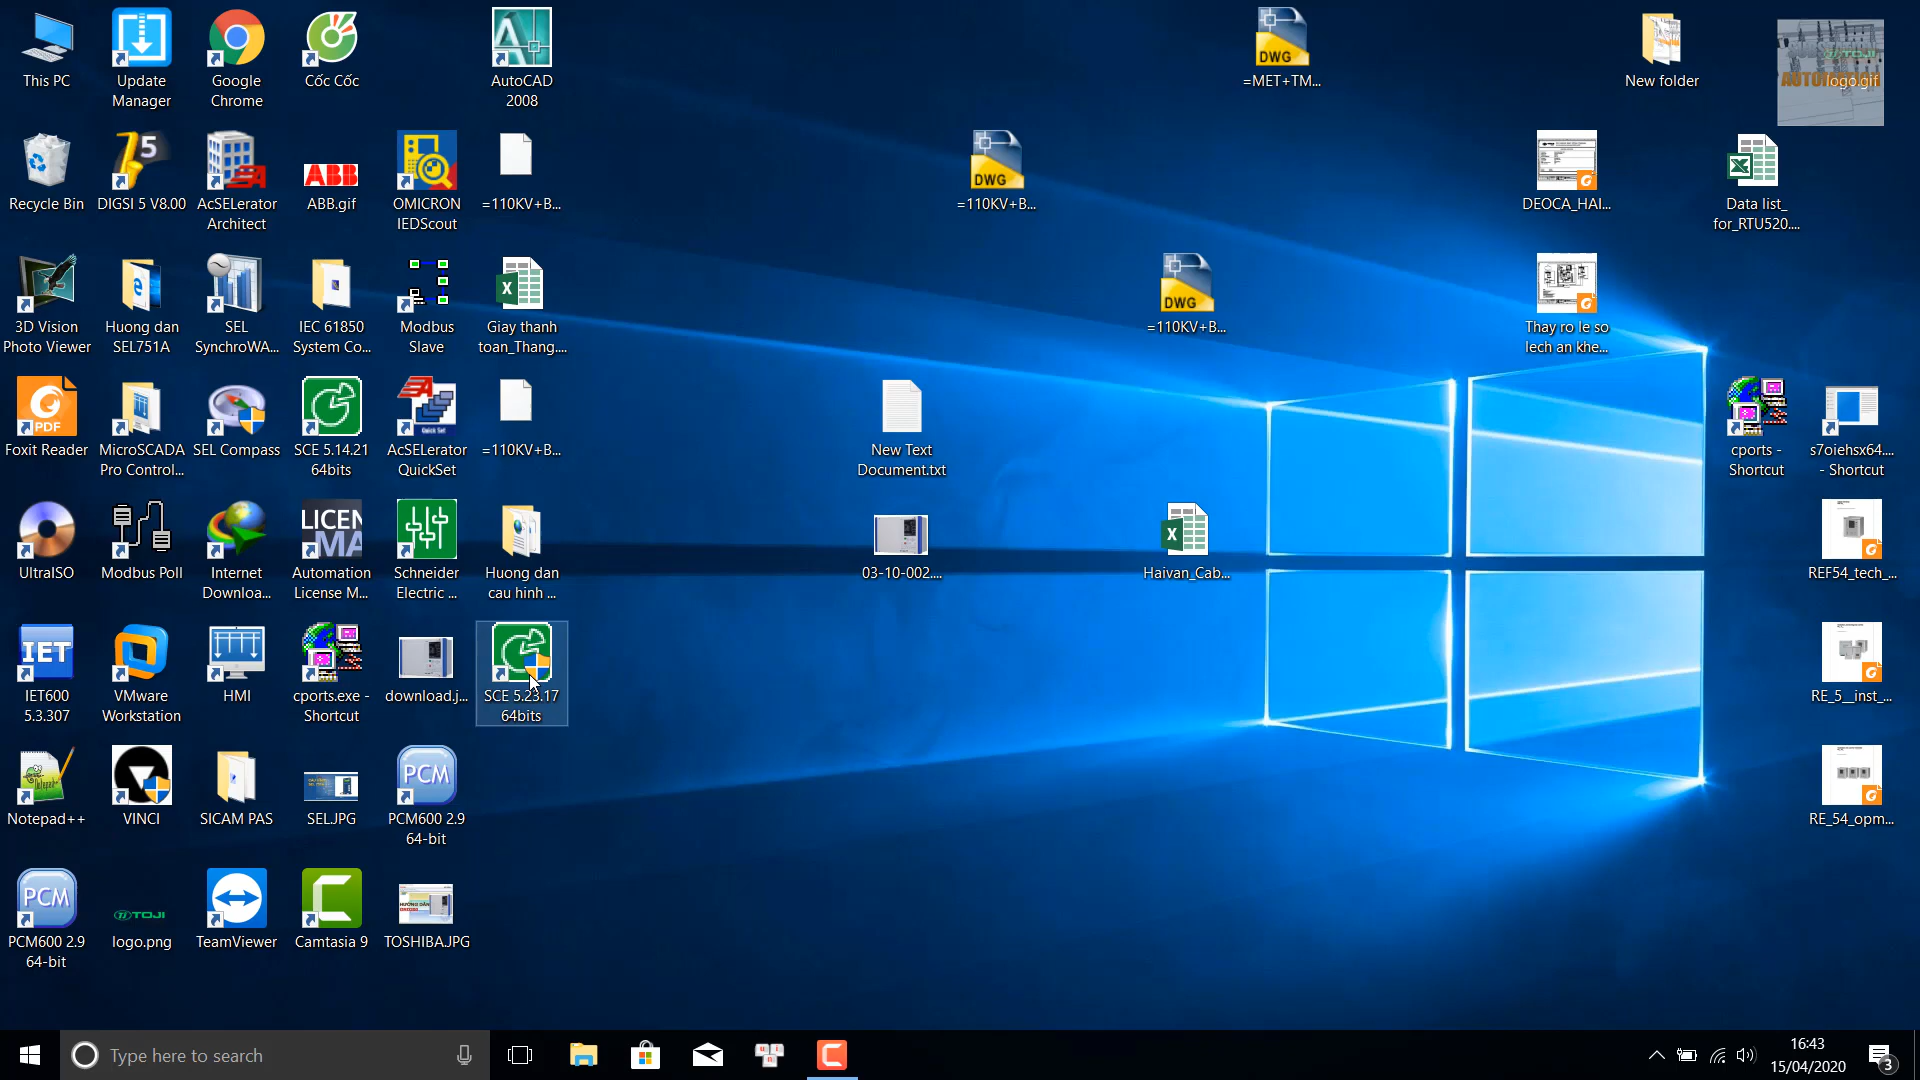 This PC
Update
Manager
Google
Chrome
Cốc Cốc
AutoCAD
2008
DWG
=MET+TM...
New folder
TOJI
logo.gif
Recycle Bin
5
DIGSI 5 V8.00
AcSELerator
Architect
ABB
ABB.gif
OMICRON
IEDScout
=110KV+B...
DWG
=110KV+B...
DEOCA_HAI...
Data list_
for_RTU520....
3D Vision
Photo Viewer
Huong dan
SEL751A
SEL
SynchroWA...
IEC 61850
System Co...
Modbus
Slave
Giay thanh
toan_Thang....
DWG
=110KV+B...
Thay ro le so
lech an khe...
PDF
Foxit Reader
MicroSCADA
Pro Control...
SEL Compass
SCE 5.14.21
64bits
Quick Set
AcSELerator
QuickSet
=110KV+B...
New Text
Document.txt
cports -
Shortcut
s7oiehsx64....
- Shortcut
UltraISO
Modbus Poll
Internet
Downloa...
LICEN
MA
Automation
License M...
Schneider
Electric ...
Huong dan
cau hinh ...
03-10-002....
Haivan_Cab...
REF54_tech_...
IET
IET600
5.3.307
VMware
Workstation
HMI
cports.exe -
Shortcut
download.j...
SCE 5.23.17
64bits
RE_5__inst_...
Notepad++
VINCI
SICAM PAS
SEL.JPG
PCM
PCM600 2.9
64-bit
RE_54_opm...
PCM
PCM600 2.9
64-bit
TOJI
logo.png
TeamViewer
Camtasia 9
TOSHIBA.JPG
Type here to search
16:43
15/04/2020
3